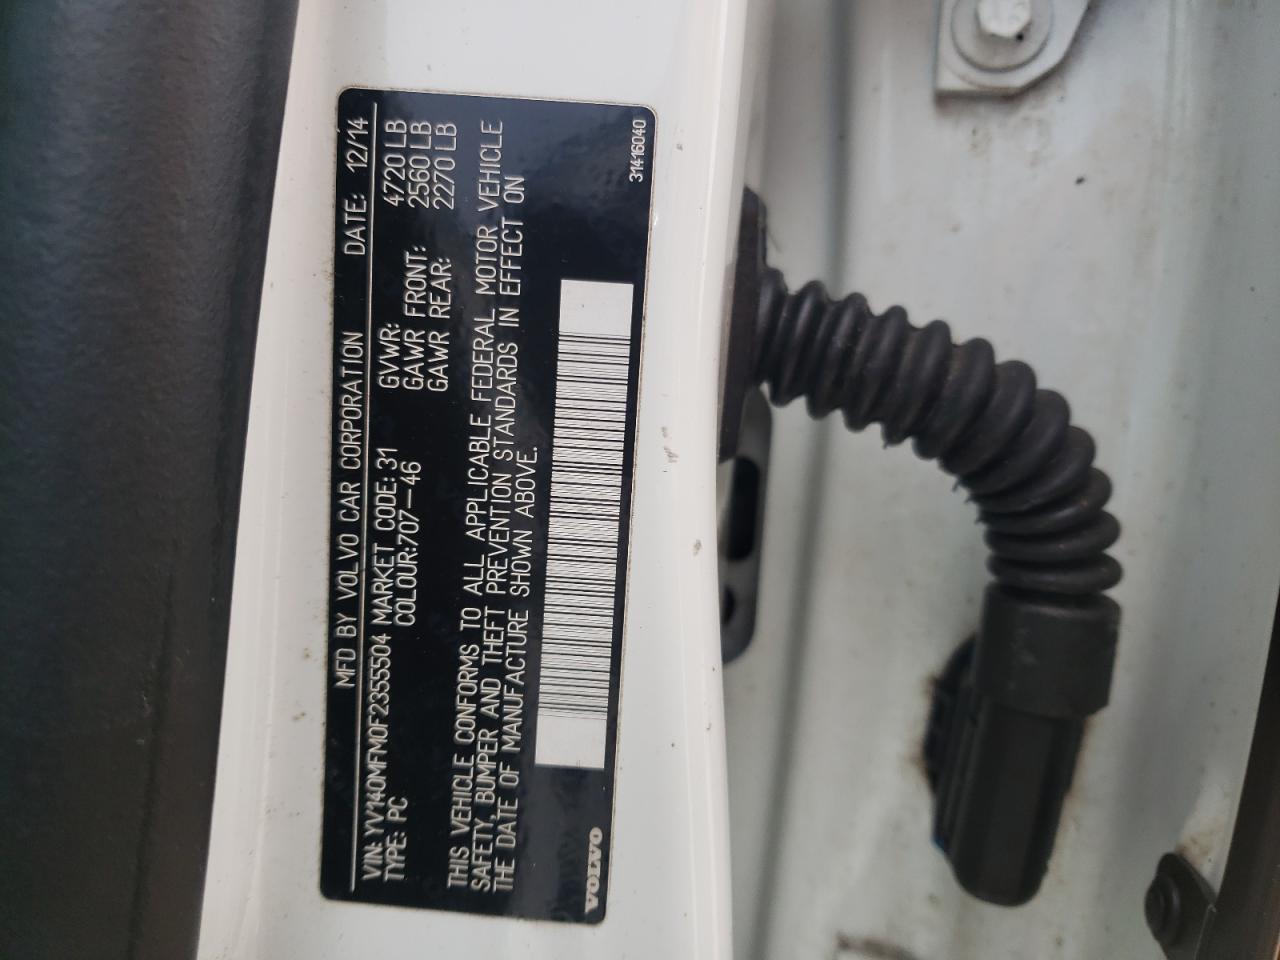 MFD BY VOLVO CAR CORPORATION DATE: 12/14
VIN: YV140MFM0F2355504 MARKET CODE: 31 GVWR: 4720 LB
TYPE: PC COLOUR:707-46 GAWR FRONT: 2560 LB
GAWR REAR: 2270 LB
THIS VEHICLE CONFORMS TO ALL APPLICABLE FEDERAL MOTOR VEHICLE
SAFETY, BUMPER AND THEFT PREVENTION STANDARDS IN EFFECT ON
THE DATE OF MANUFACTURE SHOWN ABOVE.
VOLVO 31416040